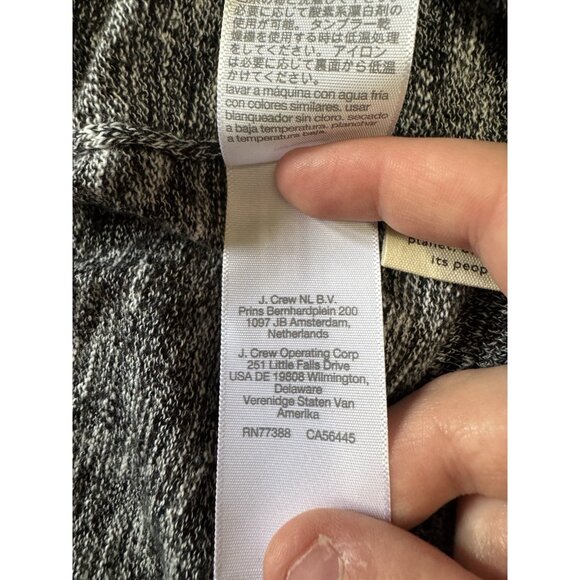 必要に応じて酸素系漂白剤の
使用が可能。タンブラー乾
燥機を使用する時は低温処理
をしてください。アイロン
は必要に応じて裏面から低温
かけてください。
lavar a máquina con agua fría
con colores similares. usar
blanqueador sin cloro. secado
a baja temperatura. planchar
a temperatura baja.
planet,
its peop
J. Crew NL B.V.
Prins Bernhardplein 200
1097 JB Amsterdam,
Netherlands
J. Crew Operating Corp
251 Little Falls Drive
USA DE 19808 Wilmington,
Delaware
Verenidge Staten Van
Amerika
RN77388 CA56445